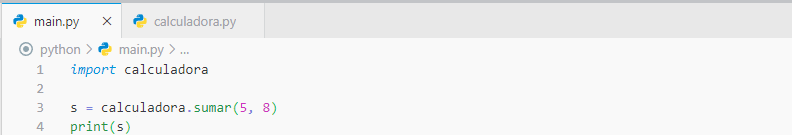 main.py × calculadora.py
python > main.py > ...
1 import calculadora
2
3 s = calculadora.sumar(5, 8)
4 print(s)